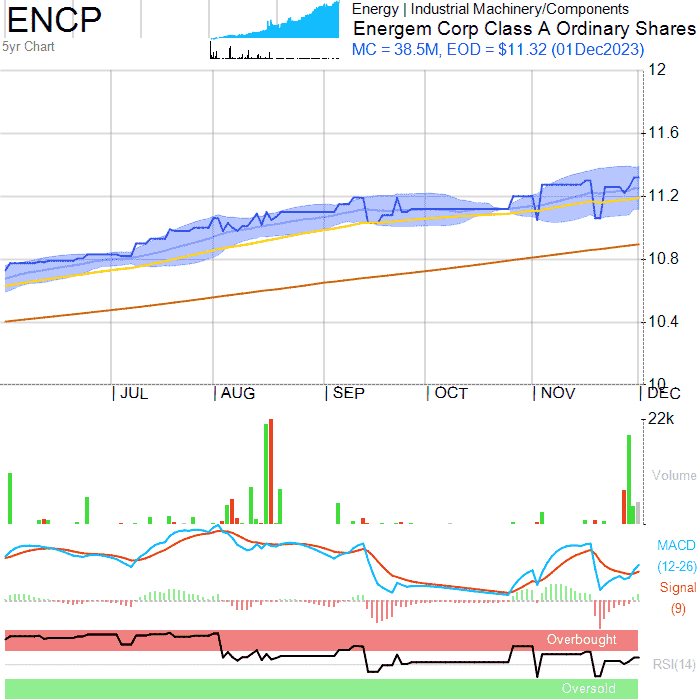 ENCP
5yr Chart
Energy | Industrial Machinery/Components
Energem Corp Class A Ordinary Shares
MC = 38.5M, EOD = $11.32 (01Dec2023)
12
11.6
11.2
10.8
10.4
10
JUL AUG SEP OCT NOV DEC
22k
Volume
MACD
(12-26)
Signal
(9)
Overbought
RSI(14)
Oversold